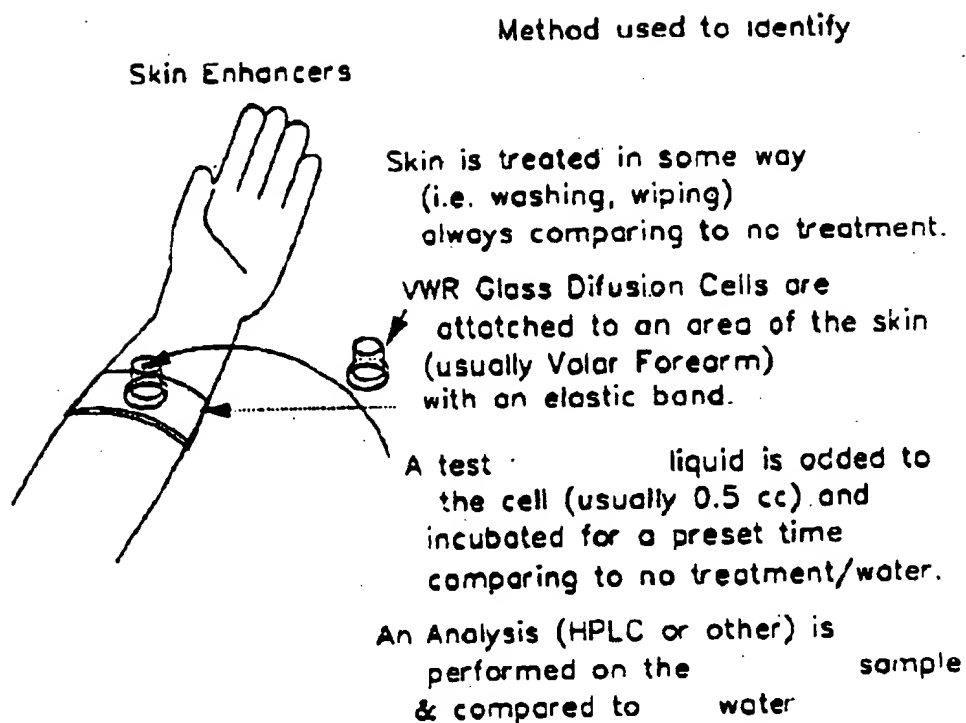 Method used to identify
Skin Enhancers
Skin is treated in some way
(i.e. washing, wiping)
always comparing to no treatment.
VWR Glass Difusion Cells are
attatched to an area of the skin
(usually Volar Forearm)
with an elastic band.
A test liquid is added to
the cell (usually 0.5 cc) and
incubated for a preset time
comparing to no treatment/water.
An Analysis (HPLC or other) is
performed on the sample
& compared to water